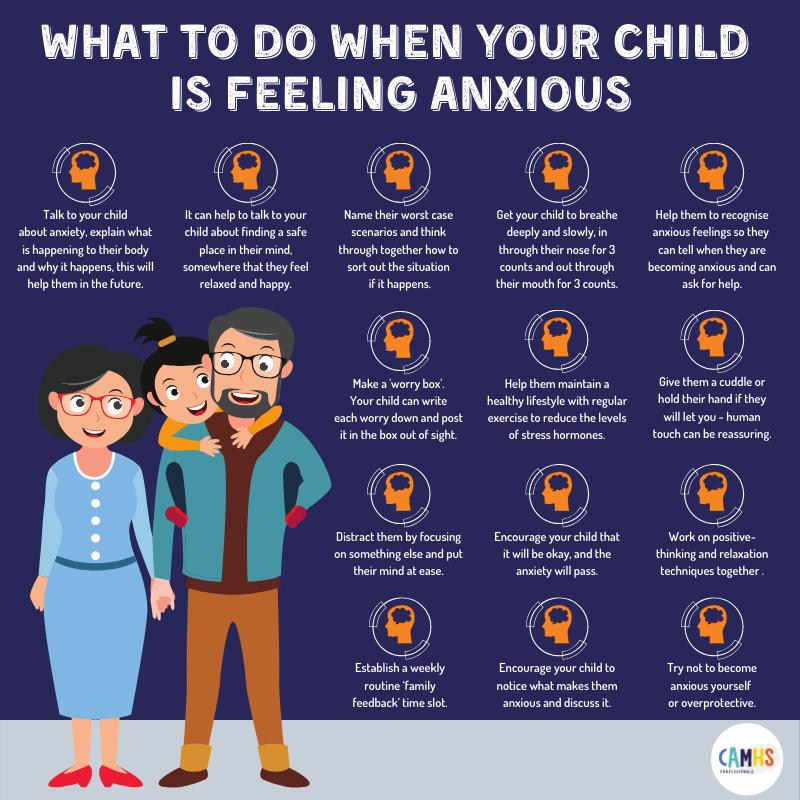 WHAT TO DO WHEN YOUR CHILD
IS FEELING ANXIOUS
Talk to your child
about anxiety, explain what
is happening to their body
and why it happens, this will
help them in the future.
It can help to talk to your
child about finding a safe
place in their mind,
somewhere that they feel
relaxed and happy.
Name their worst case
scenarios and think
through together how to
sort out the situation
if it happens.
Get your child to breathe
deeply and slowly, in
through their nose for 3
counts and out through
their mouth for 3 counts.
Help them to recognise
anxious feelings so they
can tell when they are
becoming anxious and can
ask for help.
Make a 'worry box'.
Your child can write
each worry down and post
it in the box out of sight.
Help them maintain a
healthy lifestyle with regular
exercise to reduce the levels
of stress hormones.
Give them a cuddle or
hold their hand if they
will let you - human
touch can be reassuring.
Distract them by focusing
on something else and put
their mind at ease.
Encourage your child that
it will be okay, and the
anxiety will pass.
Work on positive-
thinking and relaxation
techniques together .
Establish a weekly
routine 'family
feedback' time slot.
Encourage your child to
notice what makes them
anxious and discuss it.
Try not to become
anxious yourself
or overprotective.
CAMHS
PROFESSIONALS